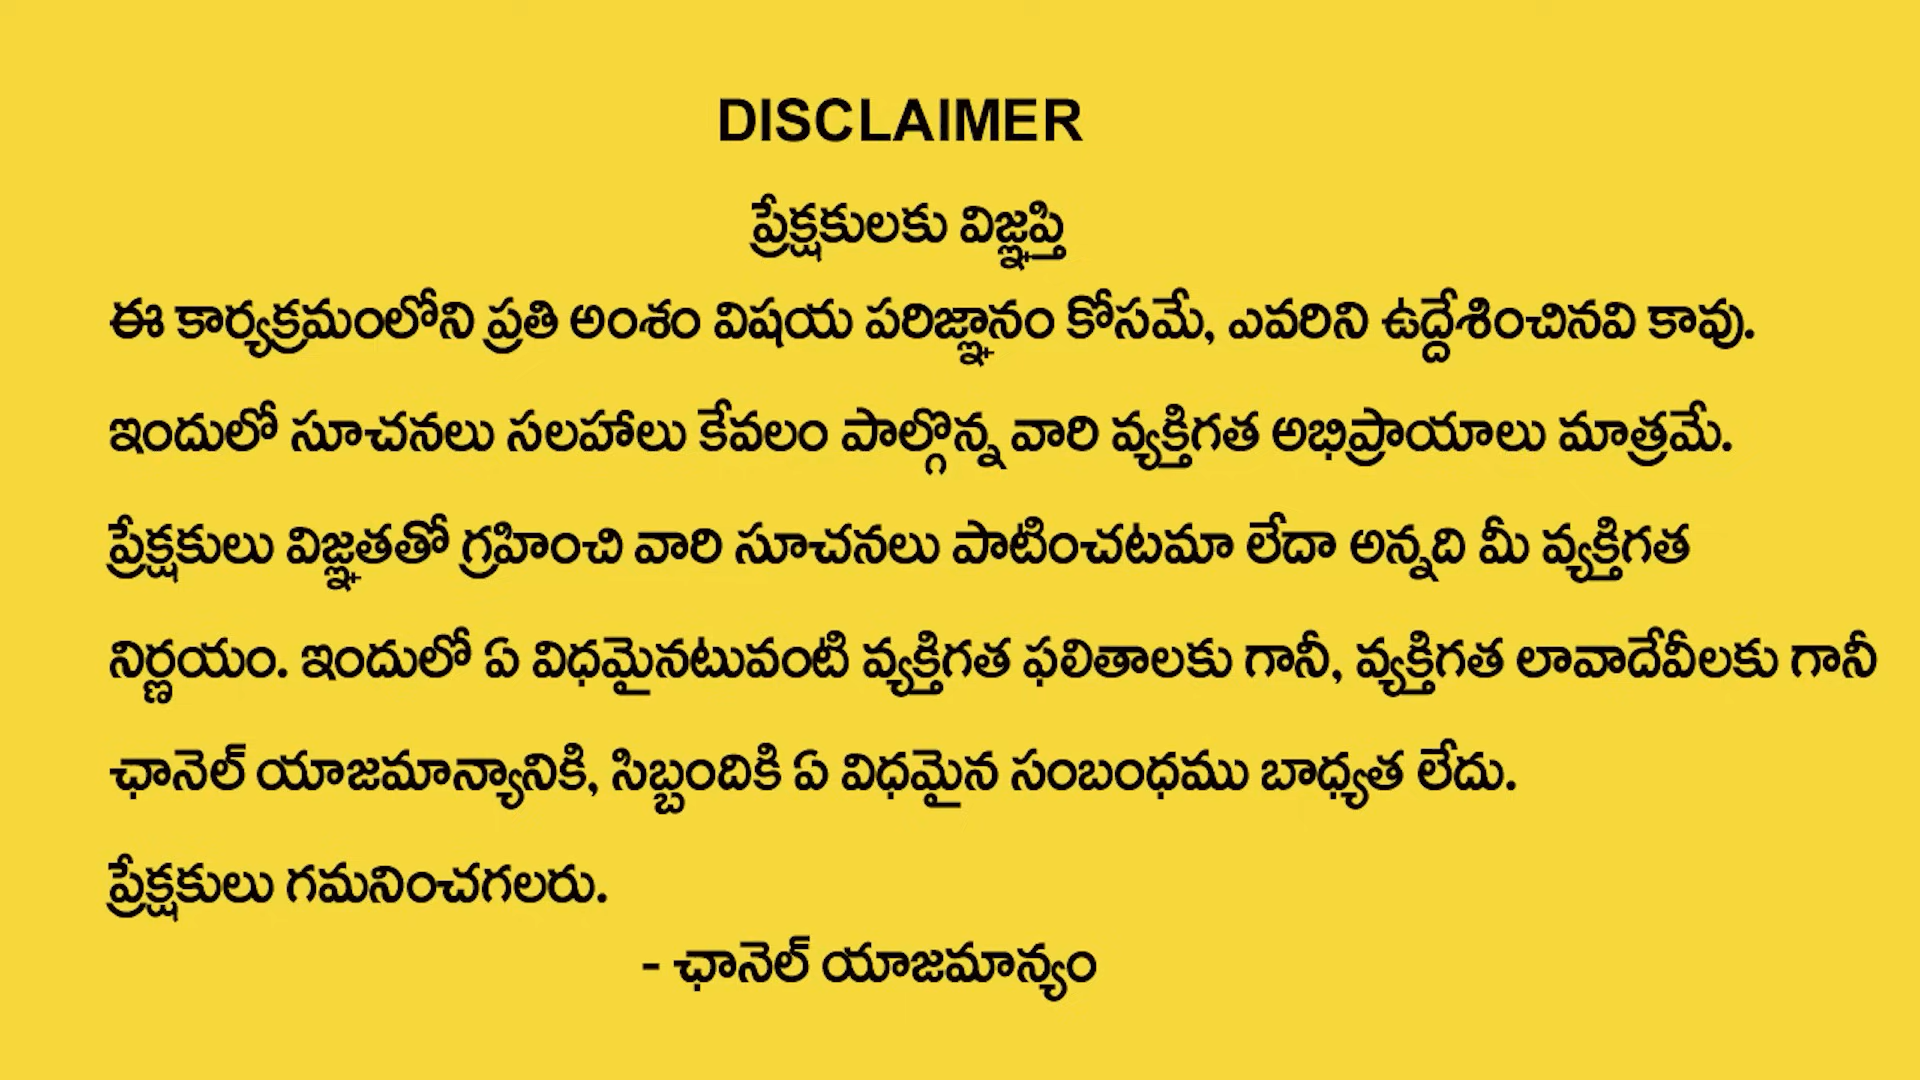 DISCLAIMER
ప్రేక్షకులకు విజ్ఞప్తి
ఈ కార్యక్రమంలోని ప్రతి అంశం విషయ పరిజ్ఞానం కోసమే, ఎవరిని ఉద్దేశించినవి కావు.
ఇందులో సూచనలు సలహాలు కేవలం పాల్గొన్న వారి వ్యక్తిగత అభిప్రాయాలు మాత్రమే.
ప్రేక్షకులు విజ్ఞతతో గ్రహించి వారి సూచనలు పాటించటమా లేదా అన్నది మీ వ్యక్తిగత
నిర్ణయం. ఇందులో ఏ విధమైనటువంటి వ్యక్తిగత ఫలితాలకు గానీ, వ్యక్తిగత లావాదేవీలకు గానీ
ఛానెల్ యాజమాన్యానికి, సిబ్బందికి ఏ విధమైన సంబంధము బాధ్యత లేదు.
ప్రేక్షకులు గమనించగలరు.
- ఛానెల్ యాజమాన్యం